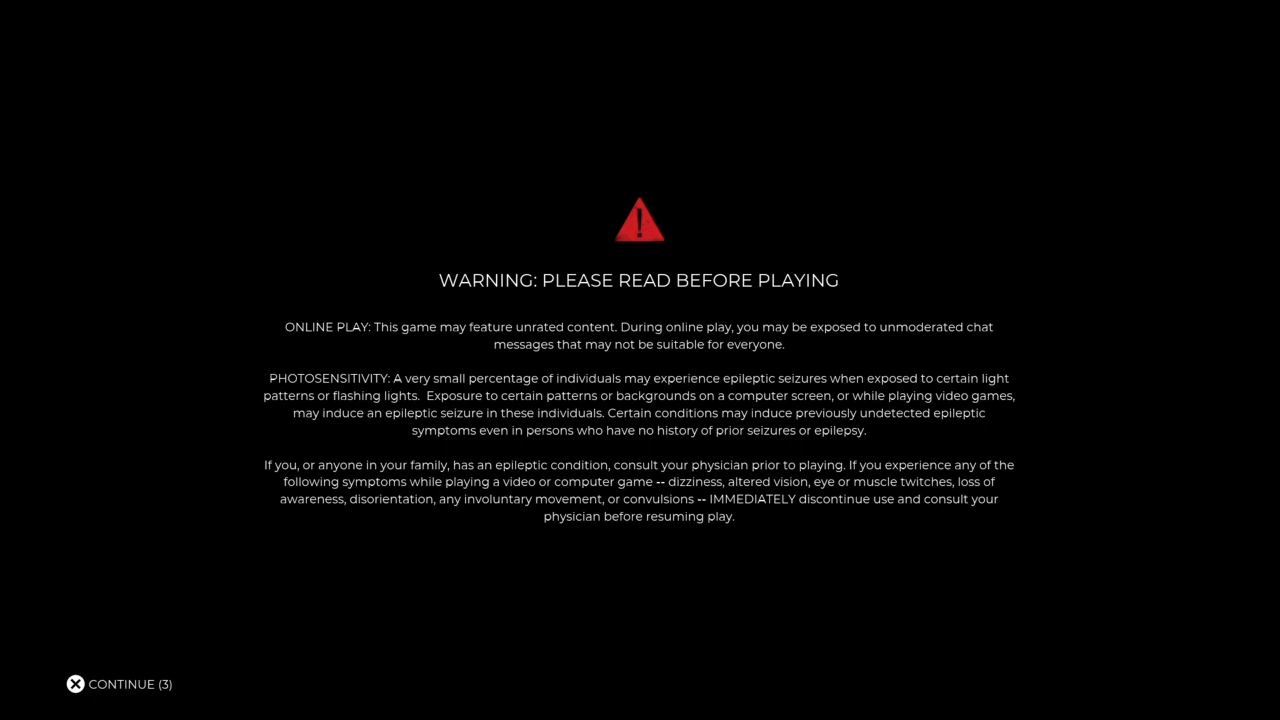 WARNING: PLEASE READ BEFORE PLAYING
ONLINE PLAY: This game may feature unrated content. During online play, you may be exposed to unmoderated chat
messages that may not be suitable for everyone.
PHOTOSENSITIVITY: A very small percentage of individuals may experience epileptic seizures when exposed to certain light
patterns or flashing lights.  Exposure to certain patterns or backgrounds on a computer screen, or while playing video games,
may induce an epileptic seizure in these individuals. Certain conditions may induce previously undetected epileptic
symptoms even in persons who have no history of prior seizures or epilepsy.
If you, or anyone in your family, has an epileptic condition, consult your physician prior to playing. If you experience any of the
following symptoms while playing a video or computer game -- dizziness, altered vision, eye or muscle twitches, loss of
awareness, disorientation, any involuntary movement, or convulsions -- IMMEDIATELY discontinue use and consult your
physician before resuming play.
CONTINUE (3)